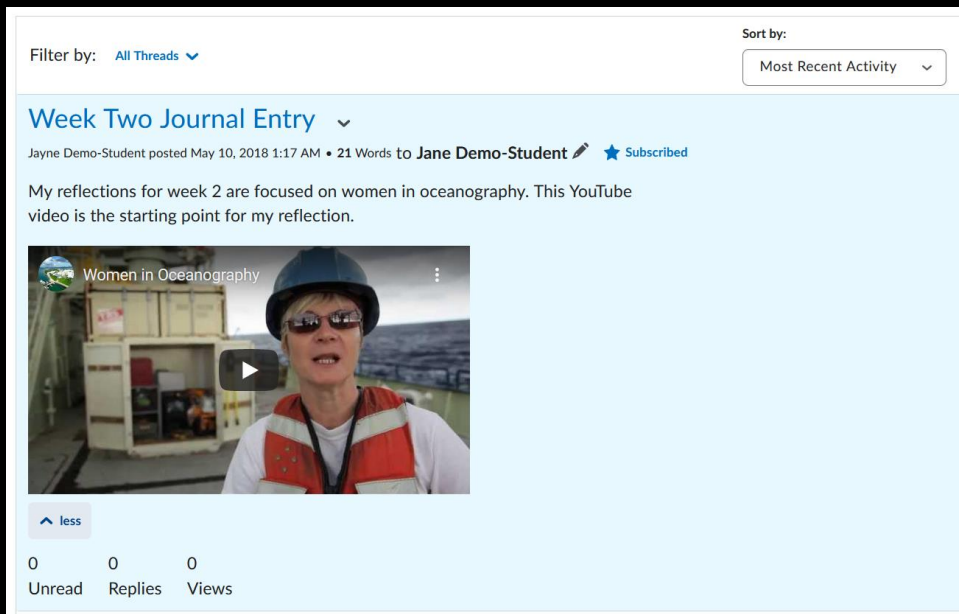 Filter by: All Threads
Sort by:
Most Recent Activity
Week Two Journal Entry
Jayne Demo-Student posted May 10, 2018 1:17 AM • 21 Words to Jane Demo-Student Subscribed
My reflections for week 2 are focused on women in oceanography. This YouTube
video is the starting point for my reflection.
Women in Oceanography
less
0 0 0
Unread Replies Views